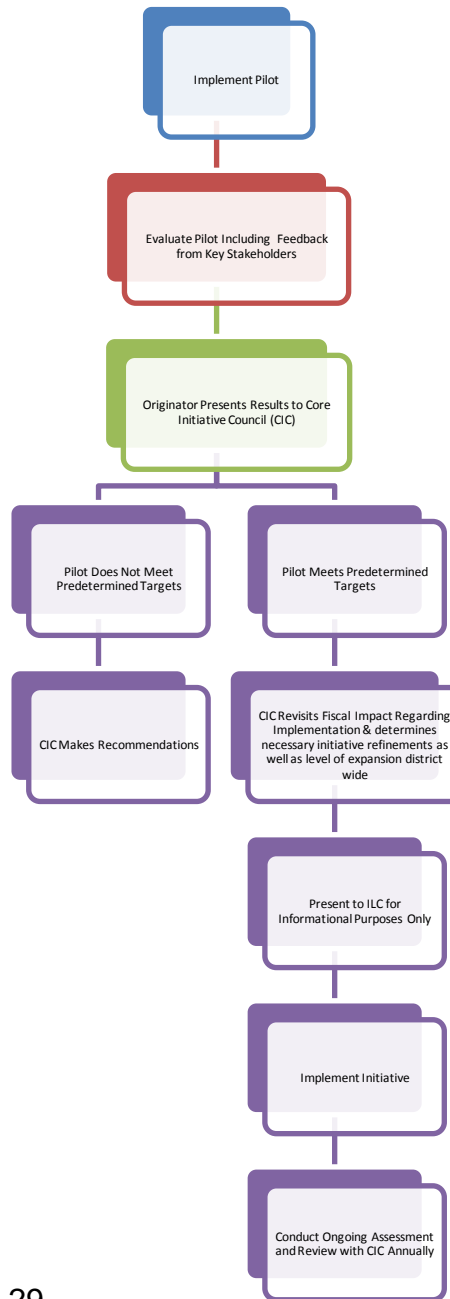 Implement Pilot
Evaluate Pilot Including Feedback
from Key Stakeholders
Originator Presents Results to Core
Initiative Council (CIC)
Pilot Does Not Meet
Predetermined Targets
Pilot Meets Predetermined
Targets
CIC Makes Recommendations
CIC Revisits Fiscal Impact Regarding
Implementation & determines
necessary initiative refinements as
well as level of expansion district
wide
Present to ILC for
Informational Purposes Only
Implement Initiative
Conduct Ongoing Assessment
and Review with CIC Annually
29